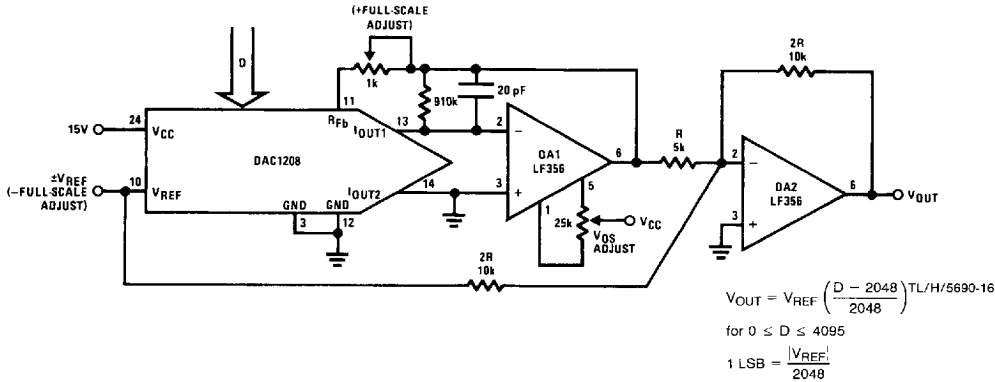 (+FULL-SCALE
ADJUST)
D
1k
910k
20 pF
2R
10k
11
RFb
13
IOUT1
24
15V
VCC
DAC1208
±VREF
(−FULL-SCALE
ADJUST)
10
VREF
IOUT2
14
GND
3
GND
12
2
−
OA1
LF356
3
+
6
5
1
25k
VOS
ADJUST
VCC
R
5k
2
−
OA2
LF356
3
+
6
VOUT
2R
10k
VOUT = VREF (D − 2048 / 2048) TL/H/5690-16
for 0 ≤ D ≤ 4095
1 LSB = |VREF| / 2048